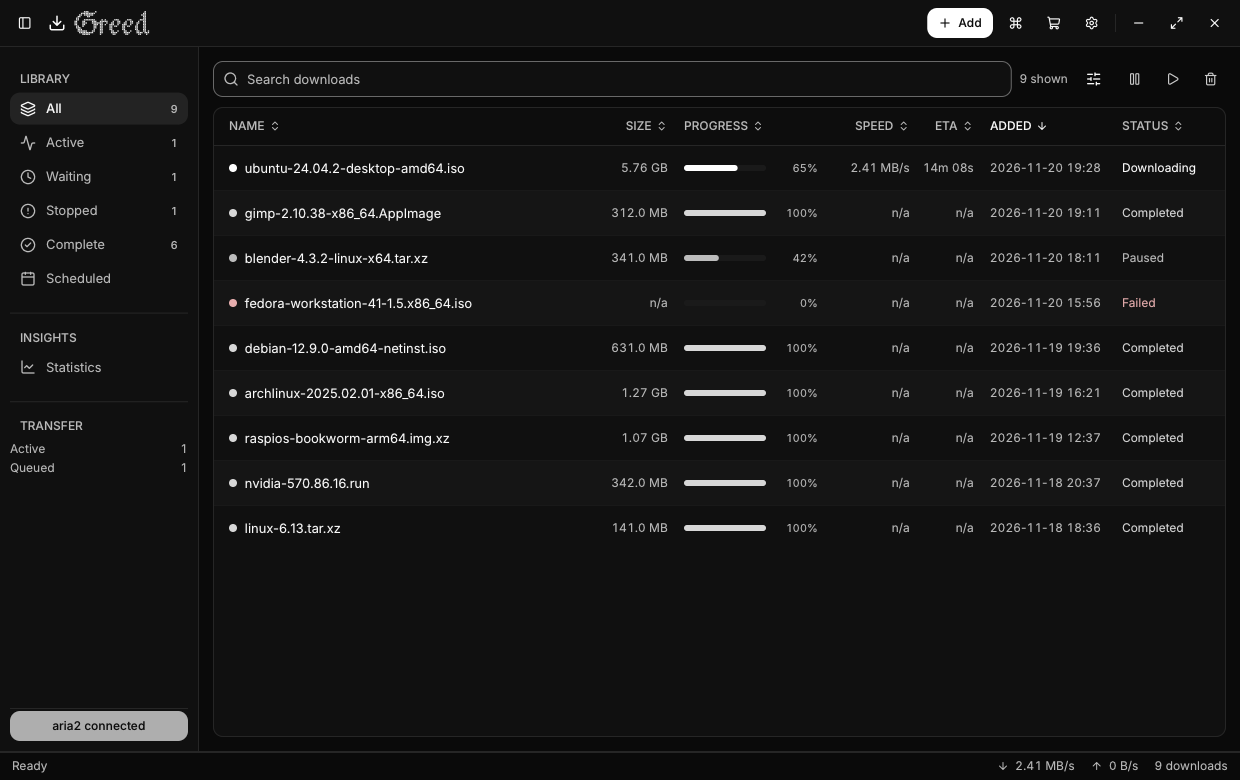 Greed
Add
LIBRARY
All 9
Active 1
Waiting 1
Stopped 1
Complete 6
Scheduled
INSIGHTS
Statistics
TRANSFER
Active 1
Queued 1
aria2 connected
Search downloads
9 shown
NAME SIZE PROGRESS SPEED ETA ADDED STATUS
ubuntu-24.04.2-desktop-amd64.iso 5.76 GB 65% 2.41 MB/s 14m 08s 2026-11-20 19:28 Downloading
gimp-2.10.38-x86_64.AppImage 312.0 MB 100% n/a n/a 2026-11-20 19:11 Completed
blender-4.3.2-linux-x64.tar.xz 341.0 MB 42% n/a n/a 2026-11-20 18:11 Paused
fedora-workstation-41-1.5.x86_64.iso n/a 0% n/a n/a 2026-11-20 15:56 Failed
debian-12.9.0-amd64-netinst.iso 631.0 MB 100% n/a n/a 2026-11-19 19:36 Completed
archlinux-2025.02.01-x86_64.iso 1.27 GB 100% n/a n/a 2026-11-19 16:21 Completed
raspios-bookworm-arm64.img.xz 1.07 GB 100% n/a n/a 2026-11-19 12:37 Completed
nvidia-570.86.16.run 342.0 MB 100% n/a n/a 2026-11-18 20:37 Completed
linux-6.13.tar.xz 141.0 MB 100% n/a n/a 2026-11-18 18:36 Completed
Ready
2.41 MB/s 0 B/s 9 downloads